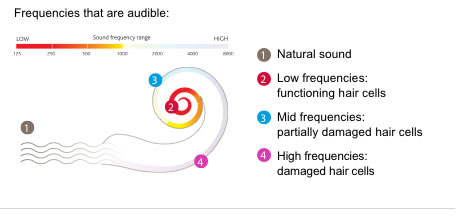 Frequencies that are audible:
LOW Sound frequency range HIGH
125 250 500 1000 2000 4000 8000
1 Natural sound
2 Low frequencies:
functioning hair cells
3 Mid frequencies:
partially damaged hair cells
4 High frequencies:
damaged hair cells
3
2
1
4